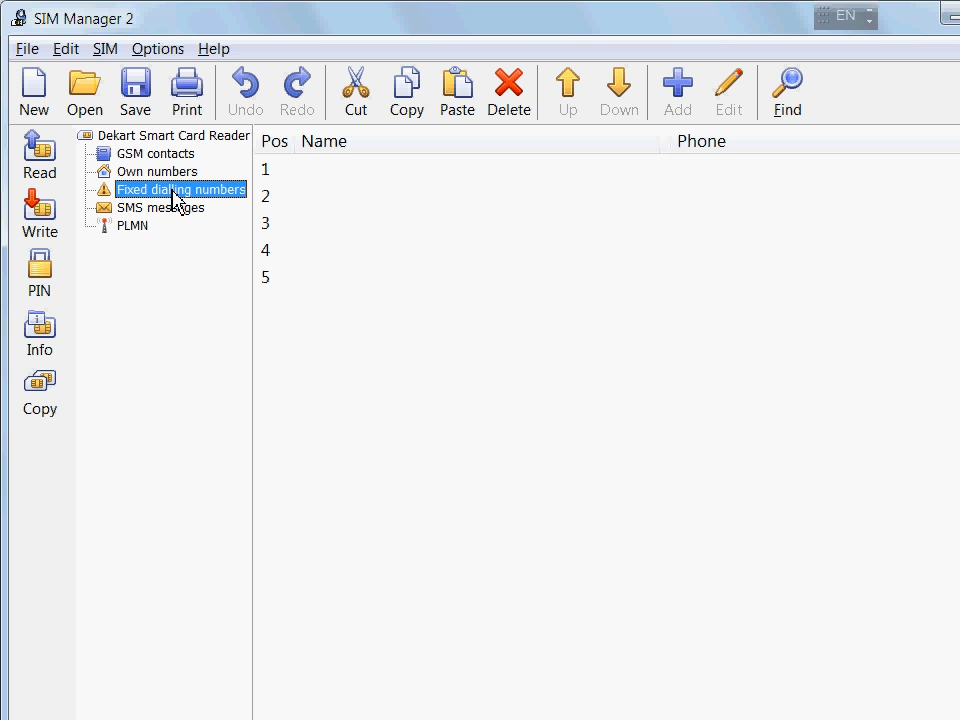 SIM Manager 2
EN
File Edit SIM Options Help
New Open Save Print Undo Redo Cut Copy Paste Delete Up Down Add Edit Find
Read
Write
PIN
Info
Copy
Dekart Smart Card Reader
GSM contacts
Own numbers
Fixed dialling numbers
SMS messages
PLMN
Pos Name Phone
1
2
3
4
5